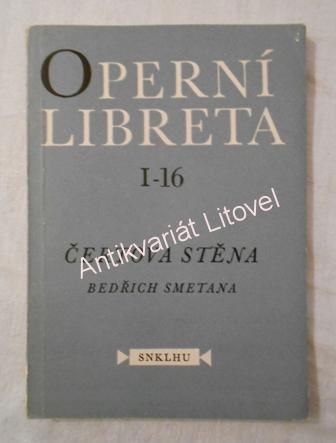 OPERNÍ
LIBRETA
I-16
Antikvariát Litovel
ČERTOVA STĚNA
BEDŘICH SMETANA
SNKLHU